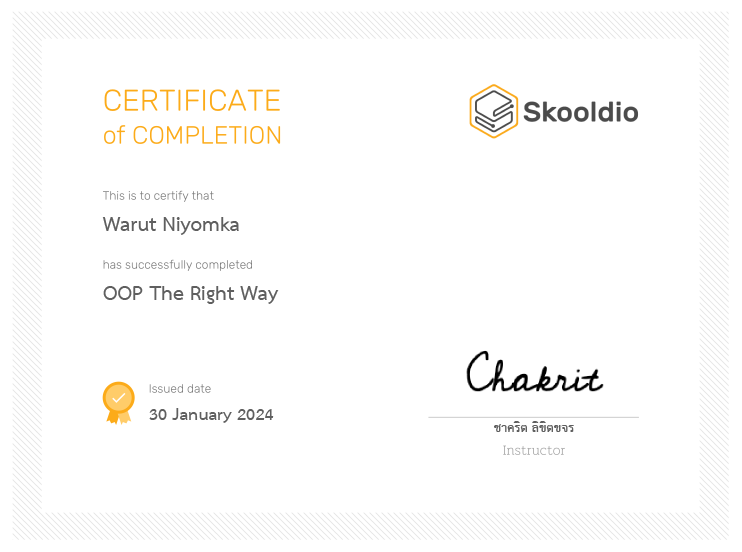 CERTIFICATE
of COMPLETION
Skooldio
This is to certify that
Warut Niyomka
has successfully completed
OOP The Right Way
Issued date
30 January 2024
Chakrit
ชาคริต ลิขิตขจร
Instructor